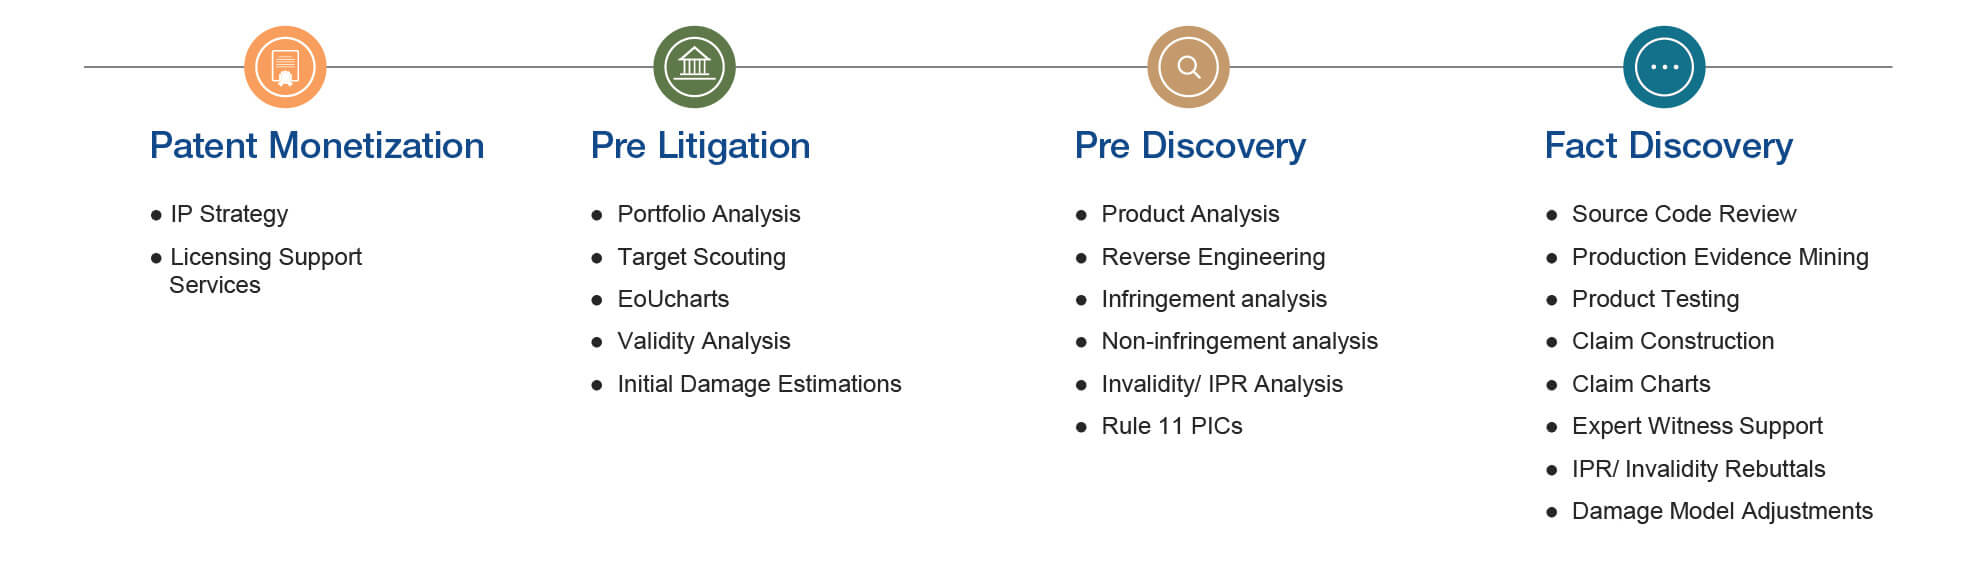 Patent Monetization
● IP Strategy
● Licensing Support
Services
Pre Litigation
● Portfolio Analysis
● Target Scouting
● EoUcharts
● Validity Analysis
● Initial Damage Estimations
Pre Discovery
● Product Analysis
● Reverse Engineering
● Infringement analysis
● Non-infringement analysis
● Invalidity/ IPR Analysis
● Rule 11 PICs
Fact Discovery
● Source Code Review
● Production Evidence Mining
● Product Testing
● Claim Construction
● Claim Charts
● Expert Witness Support
● IPR/ Invalidity Rebuttals
● Damage Model Adjustments